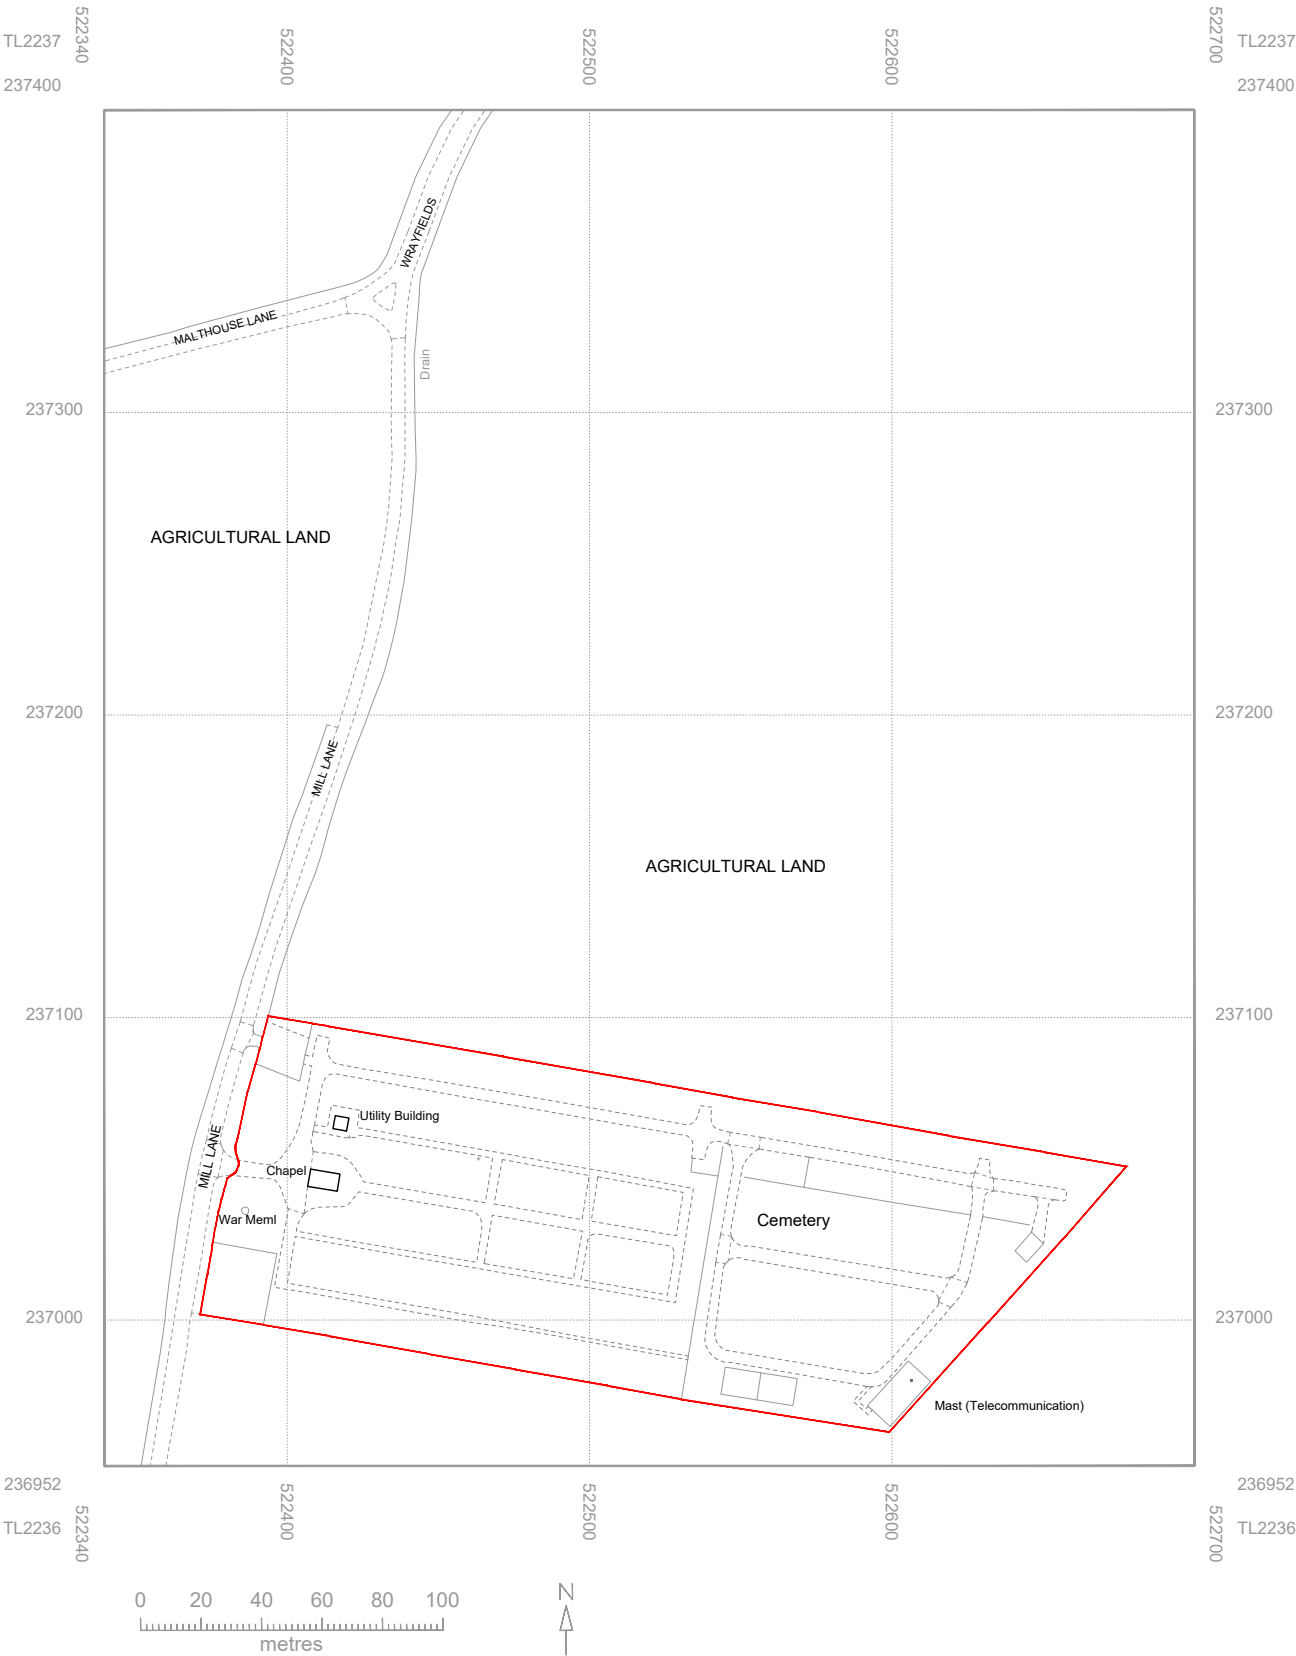 522340
522400
522500
522600
522700
TL2237
TL2237
237400
237400
WRAYFIELDS
MALTHOUSE LANE
Drain
237300
237300
AGRICULTURAL LAND
237200
237200
MILL LANE
AGRICULTURAL LAND
237100
237100
Utility Building
MILL LANE
Chapel
War Meml
Cemetery
237000
237000
Mast (Telecommunication)
236952
236952
TL2236
TL2236
522340
522400
522500
522600
522700
0 20 40 60 80 100
metres
N